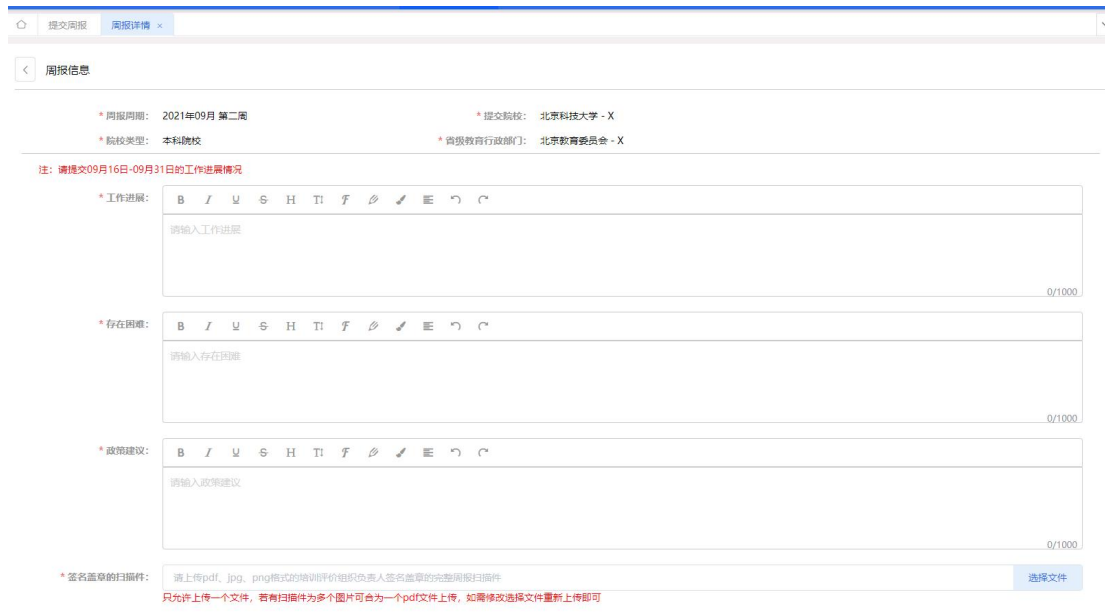 提交周报 周报详情 ×
周报信息
* 周报周期： 2021年09月 第二周 * 提交院校： 北京科技大学 - X
* 院校类型： 本科院校 * 省级教育行政部门： 北京教育委员会 - X
注：请提交09月16日-09月31日的工作进展情况
* 工作进展： B I U S H T F
请输入工作进展
0/1000
* 存在困难： B I U S H T F
请输入存在困难
0/1000
* 政策建议： B I U S H T F
请输入政策建议
0/1000
* 签名盖章的扫描件： 请上传pdf、jpg、png格式的培训评价组织负责人签名盖章的完整周报扫描件 选择文件
只允许上传一个文件，若有扫描件为多个图片可合为一个pdf文件上传，如需修改选择文件重新上传即可